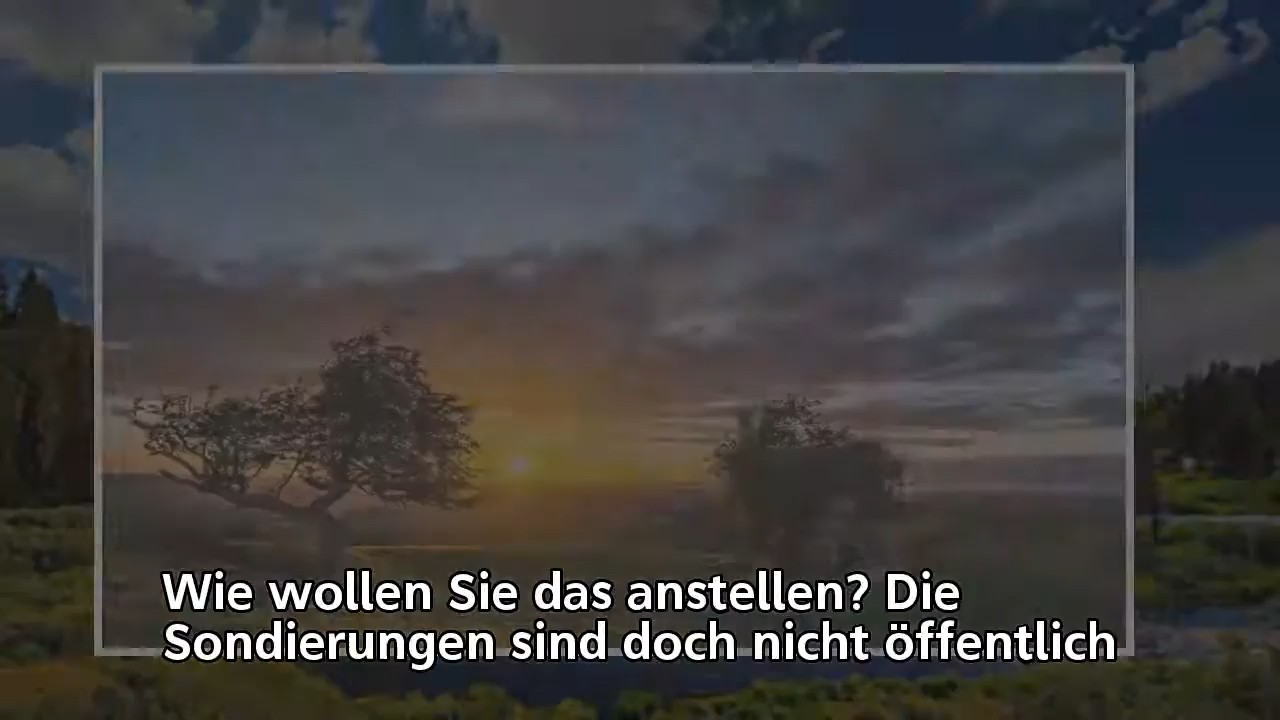 Wie wollen Sie das anstellen? Die
Sondierungen sind doch nicht öffentlich